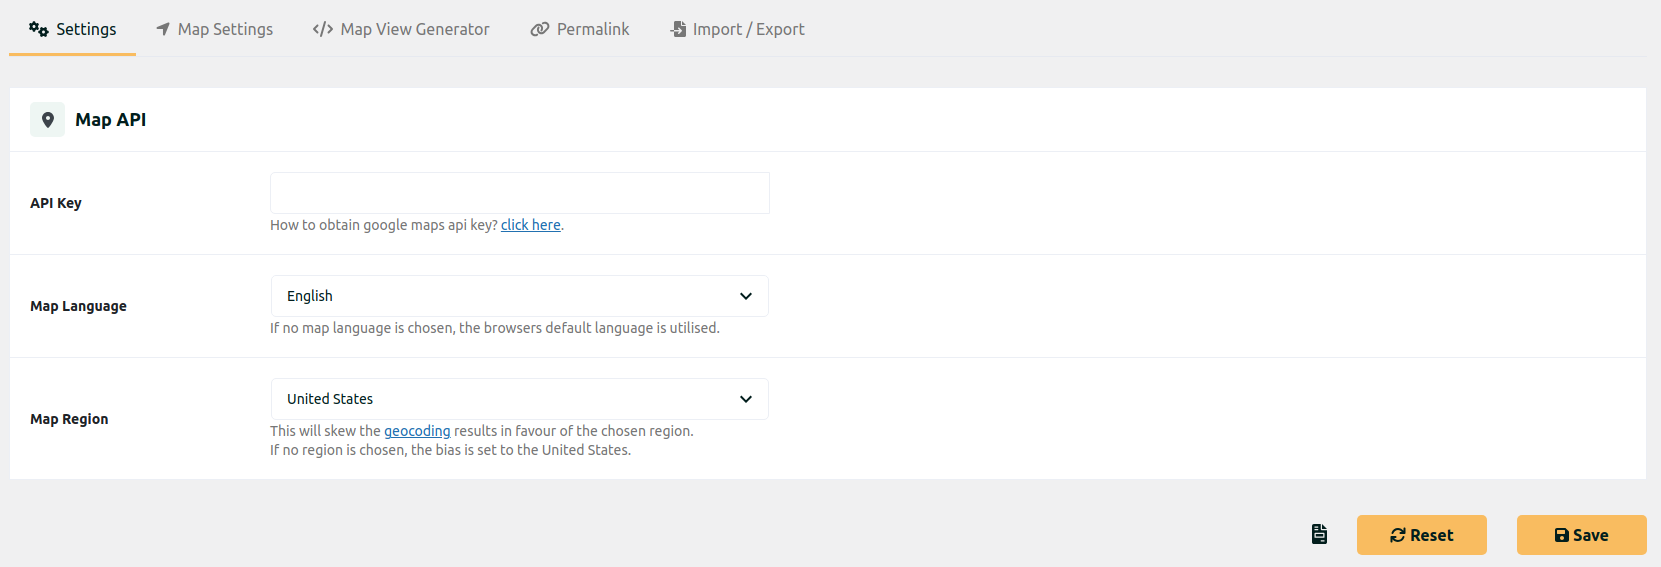 Settings
Map Settings
Map View Generator
Permalink
Import / Export
Map API
API Key
How to obtain google maps api key? click here.
Map Language
English
If no map language is chosen, the browsers default language is utilised.
Map Region
United States
This will skew the geocoding results in favour of the chosen region.
If no region is chosen, the bias is set to the United States.
Reset
Save